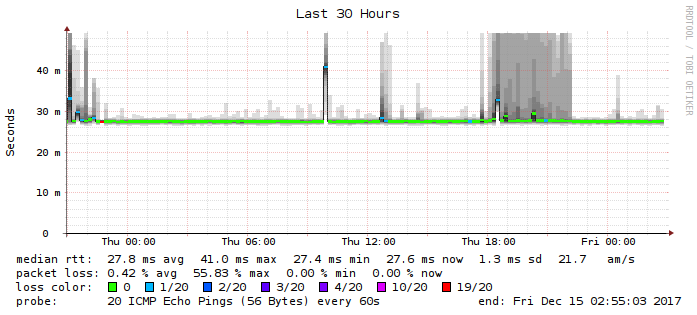 Last 30 Hours
RRDTOOL / TOBI OETIKER
Seconds
40 m
30 m
20 m
10 m
0
Thu 00:00 Thu 06:00 Thu 12:00 Thu 18:00 Fri 00:00
median rtt: 27.8 ms avg 41.0 ms max 27.4 ms min 27.6 ms now 1.3 ms sd 21.7 am/s
packet loss: 0.42 % avg 55.83 % max 0.00 % min 0.00 % now
loss color: 0 1/20 2/20 3/20 4/20 10/20 19/20
probe: 20 ICMP Echo Pings (56 Bytes) every 60s end: Fri Dec 15 02:55:03 2017